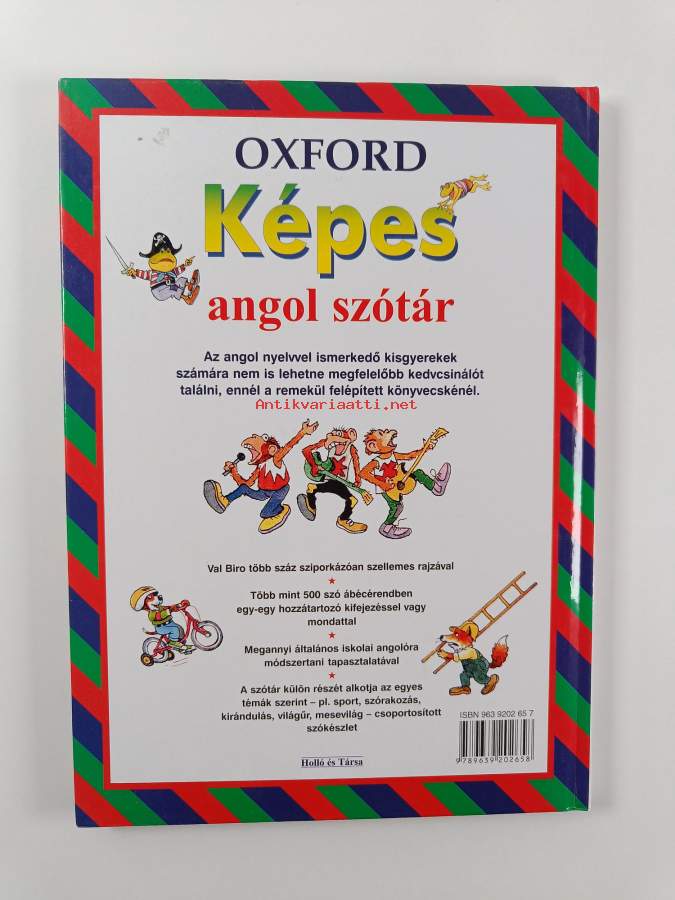 OXFORD
Képes
angol szótár
Az angol nyelvvel ismerkedő kisgyerekek
számára nem is lehetne megfelelőbb kedvcsinálót
találni, ennél a remekül felépített könyvecskénél.
Antikvariaatti.net
Val Biro több száz sziporkázóan szellemes rajzával
★
Több mint 500 szó ábécérendben
egy-egy hozzátartozó kifejezéssel vagy
mondattal
★
Megannyi általános iskolai angolóra
módszertani tapasztalatával
★
A szótár külön részét alkotja az egyes
témák szerint – pl. sport, szórakozás,
kirándulás, világűr, mesevilág – csoportosított
szókészlet
ISBN 963 9202 65 7
9789639202658
Holló és Társa